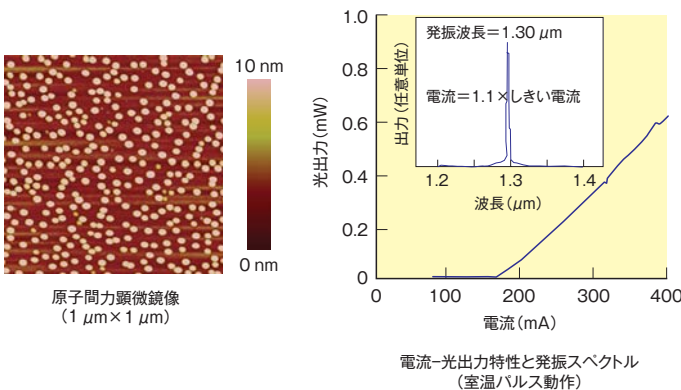 10 nm
0 nm
原子間力顕微鏡像
(1 μm×1 μm)
光出力(mW)
1.0
0.8
0.6
0.4
0.2
0
0
100
200
300
400
電流(mA)
出力(任意単位)
発振波長=1.30 μm
電流=1.1×しきい電流
1.2
1.3
1.4
波長(μm)
電流−光出力特性と発振スペクトル
(室温パルス動作)